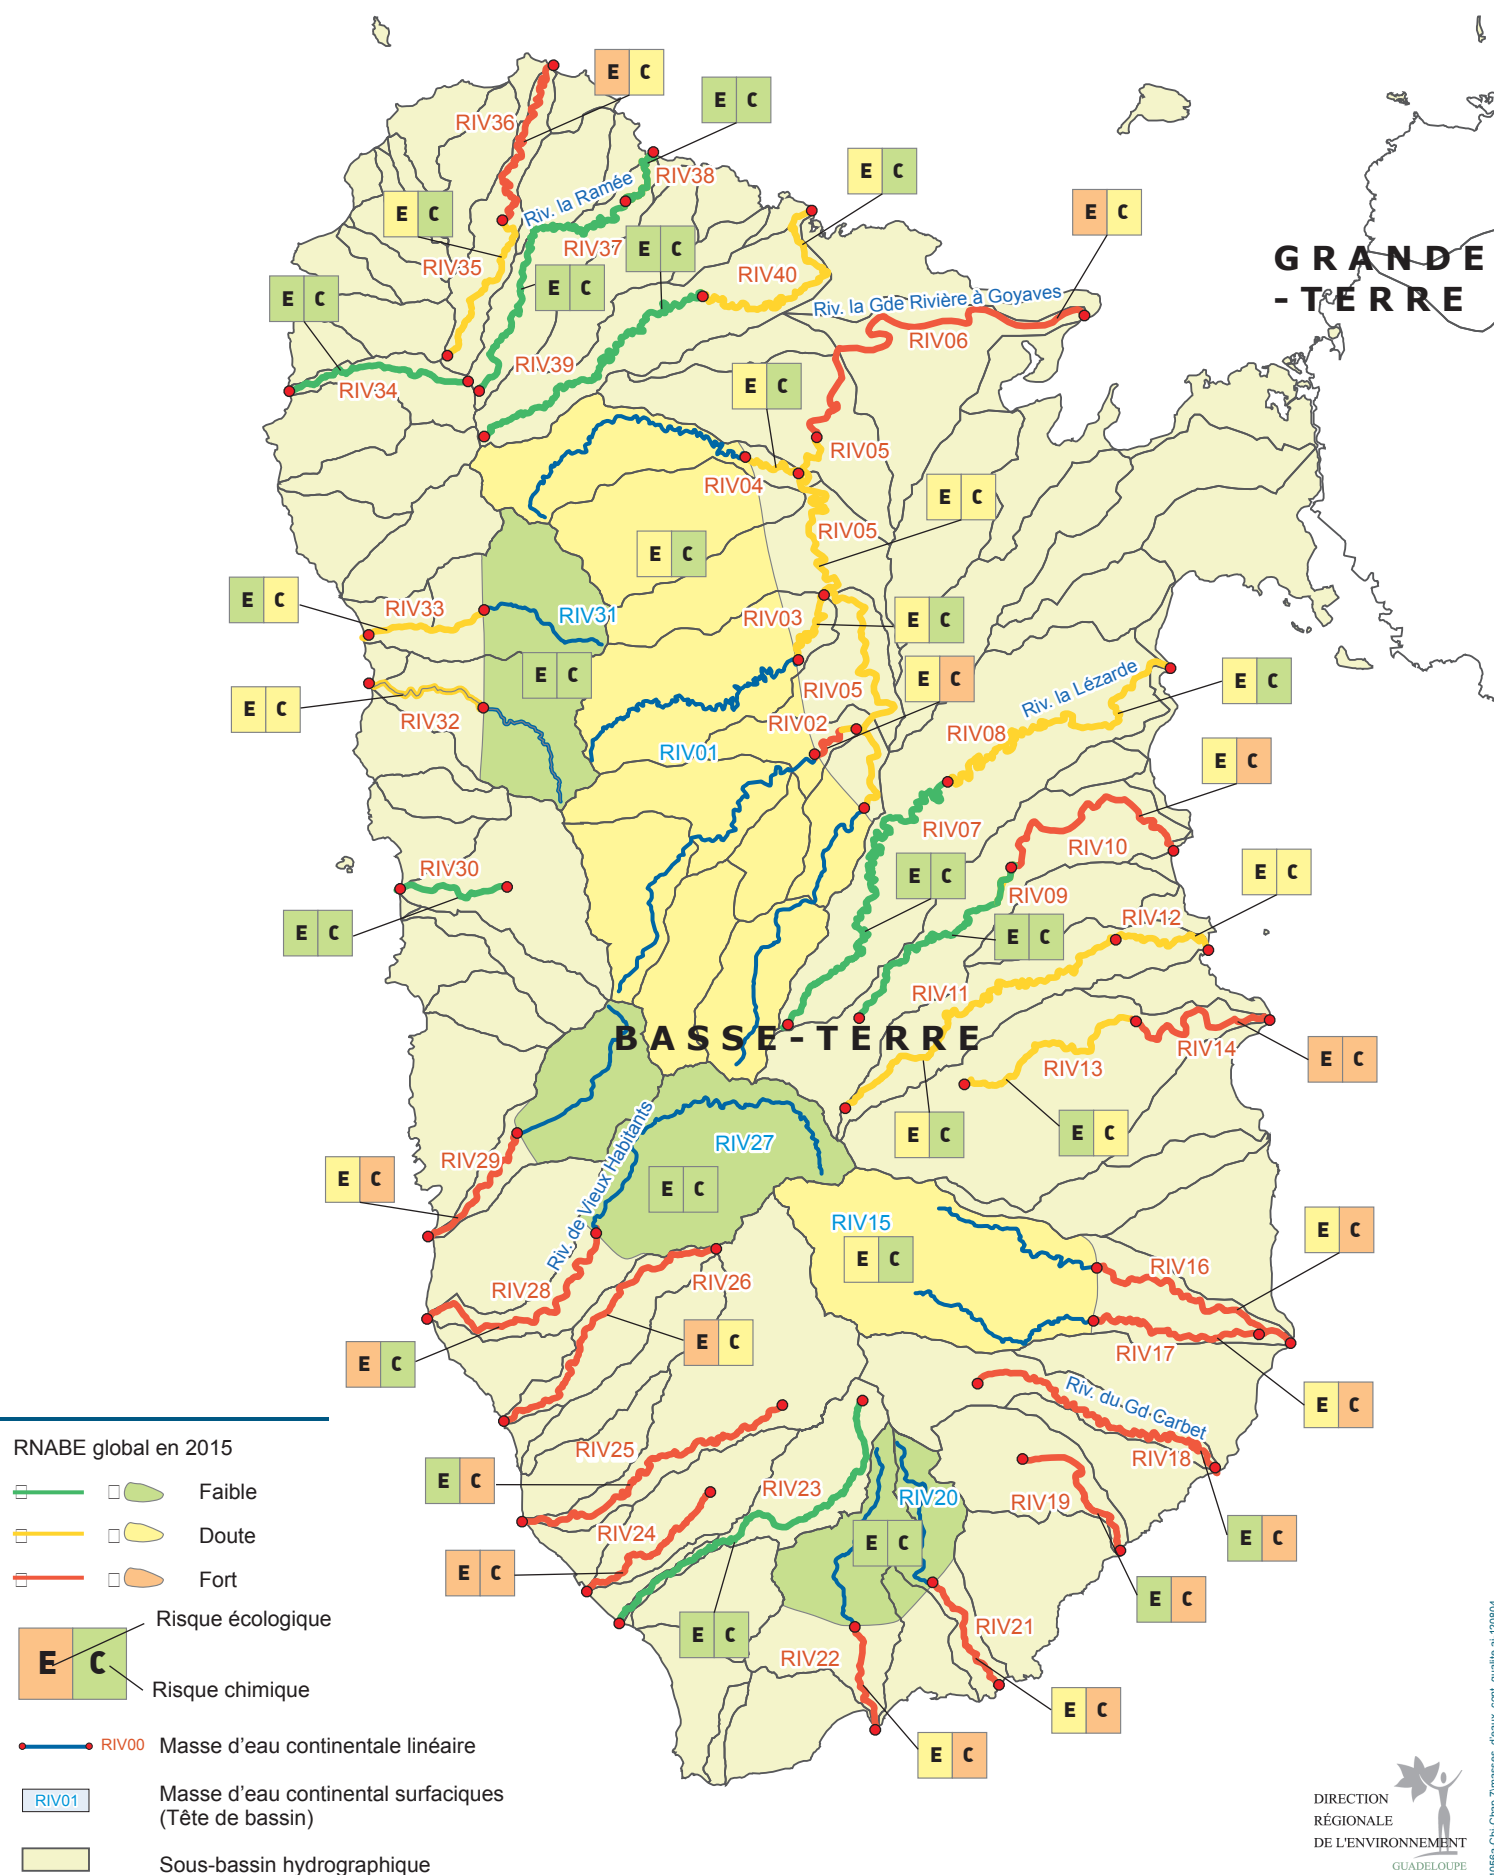 E C
RIV36
E C
RIV38
Riv. la Ramée
E C
E C
RIV37
E C
E C
RIV35
E C
E C
RIV40
E C
GRANDE
-TERRE
Riv. la Gde Rivière à Goyaves
RIV06
RIV39
RIV34
E C
RIV05
RIV04
E C
RIV05
E C
E C
RIV33
RIV31
RIV03
E C
E C
E C
RIV32
RIV05
E C
RIV02
RIV01
Riv. la Lézarde
E C
RIV08
E C
RIV07
RIV10
E C
RIV30
E C
RIV09
E C
E C
RIV12
RIV11
BASSE-TERRE
RIV13
RIV14
E C
E C
E C
RIV29
Riv. de Vieux Habitants
RIV27
E C
E C
RIV15
E C
E C
RIV16
RIV28
RIV26
E C
E C
RIV17
E C
Riv. du Gd Carbet
RIV18
RIV25
E C
RIV23
RIV20
RIV19
RIV24
E C
E C
E C
E C
E C
RIV22
RIV21
E C
E C
RNABE global en 2015
Faible
Doute
Fort
Risque écologique
E C
Risque chimique
RIV00 Masse d'eau continentale linéaire
RIV01 Masse d'eau continental surfaciques
(Tête de bassin)
Sous-bassin hydrographique
DIRECTION
RÉGIONALE
DE L'ENVIRONNEMENT
GUADELOUPE